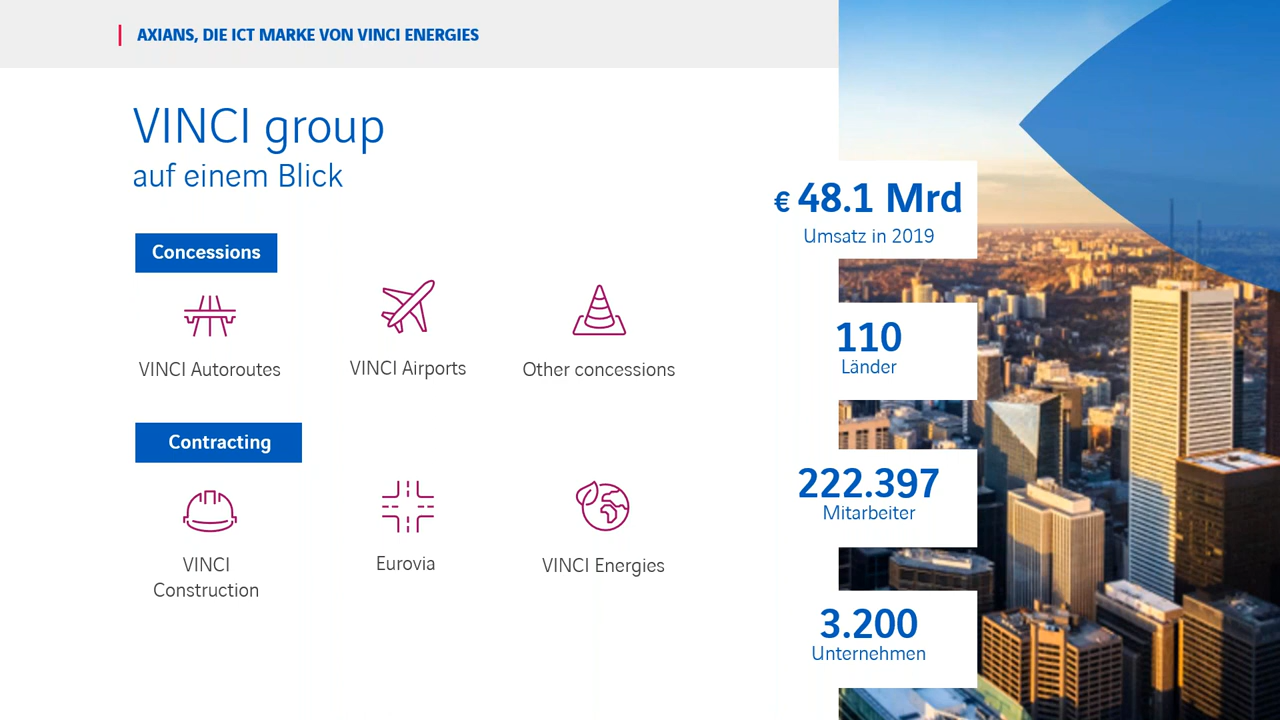 AXIANS, DIE ICT MARKE VON VINCI ENERGIES
VINCI group
auf einem Blick
Concessions
VINCI Autoroutes
VINCI Airports
Other concessions
Contracting
VINCI
Construction
Eurovia
VINCI Energies
€ 48.1 Mrd
Umsatz in 2019
110
Länder
222.397
Mitarbeiter
3.200
Unternehmen